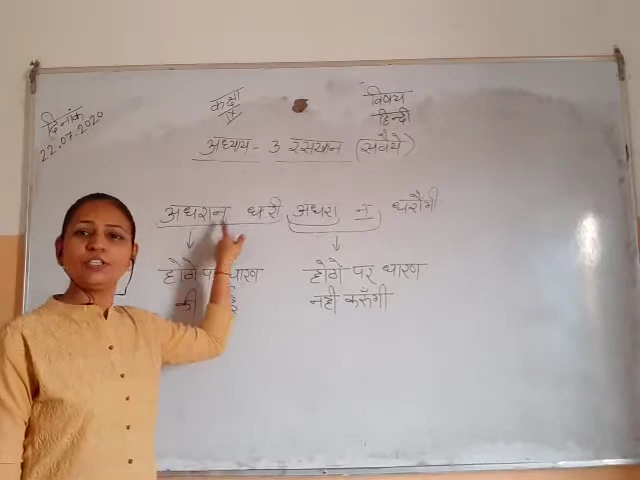 दिनांक
22.07.2020
कक्षा
विषय
हिन्दी
अध्याय - 3 रसखान (सवैये)
अधरान धरी अधरा न धरौंगी
होठो पर धारण
की
होठो पर धारण
नही करूँगी